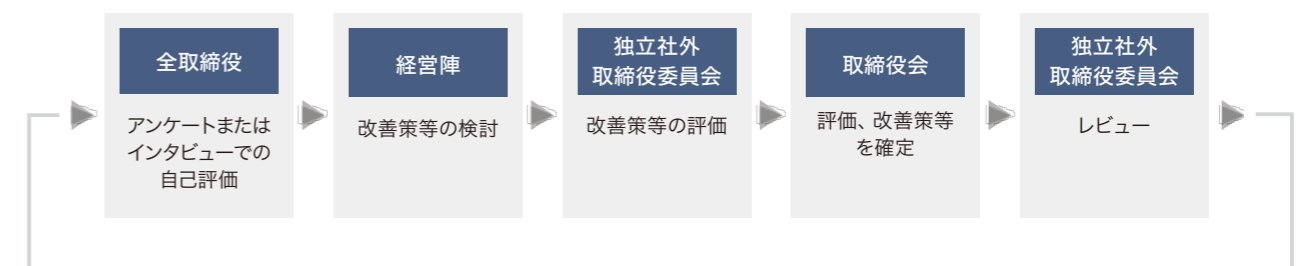 全取締役
アンケートまたは
インタビューでの
自己評価
経営陣
改善策等の検討
独立社外
取締役委員会
改善策等の評価
取締役会
評価、改善策等
を確定
独立社外
取締役委員会
レビュー